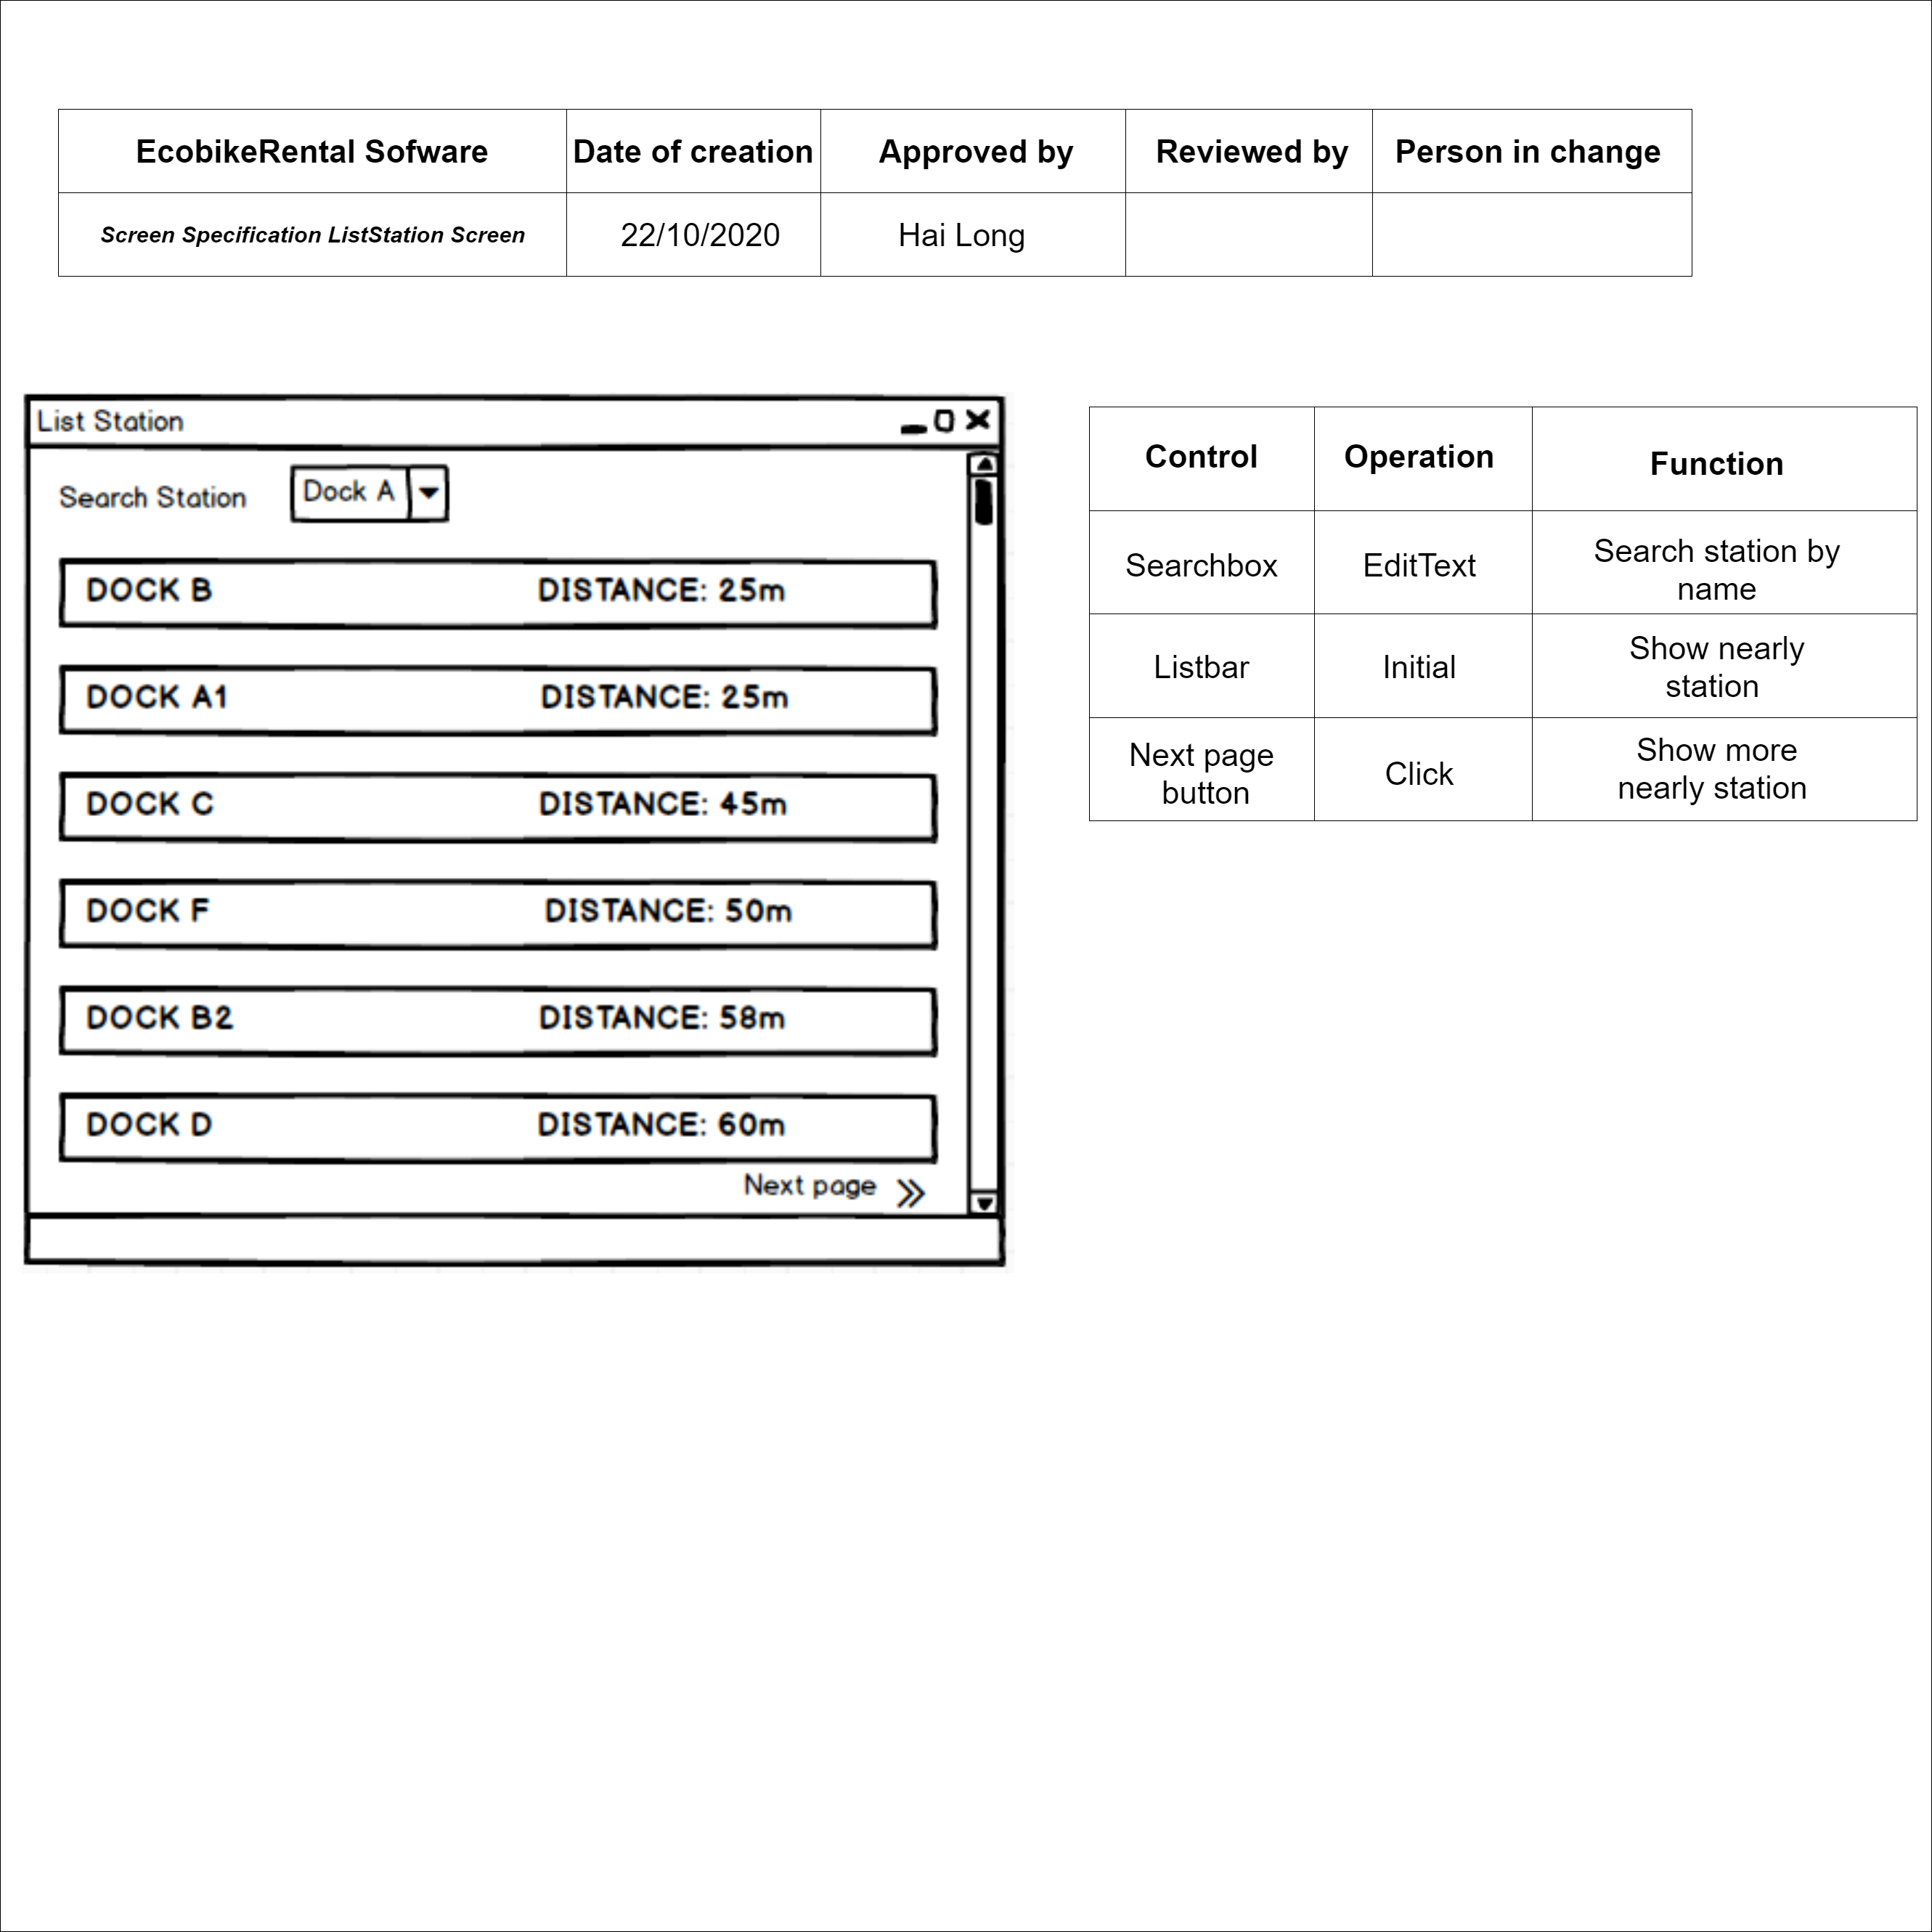 EcobikeRental Sofware Date of creation Approved by Reviewed by Person in change
Screen Specification ListStation Screen 22/10/2020 Hai Long
List Station
Search Station Dock A
DOCK B DISTANCE: 25m
DOCK A1 DISTANCE: 25m
DOCK C DISTANCE: 45m
DOCK F DISTANCE: 50m
DOCK B2 DISTANCE: 58m
DOCK D DISTANCE: 60m
Next page
Control Operation Function
Searchbox EditText Search station by
name
Listbar Initial Show nearly
station
Next page
button
Click
Show more
nearly station